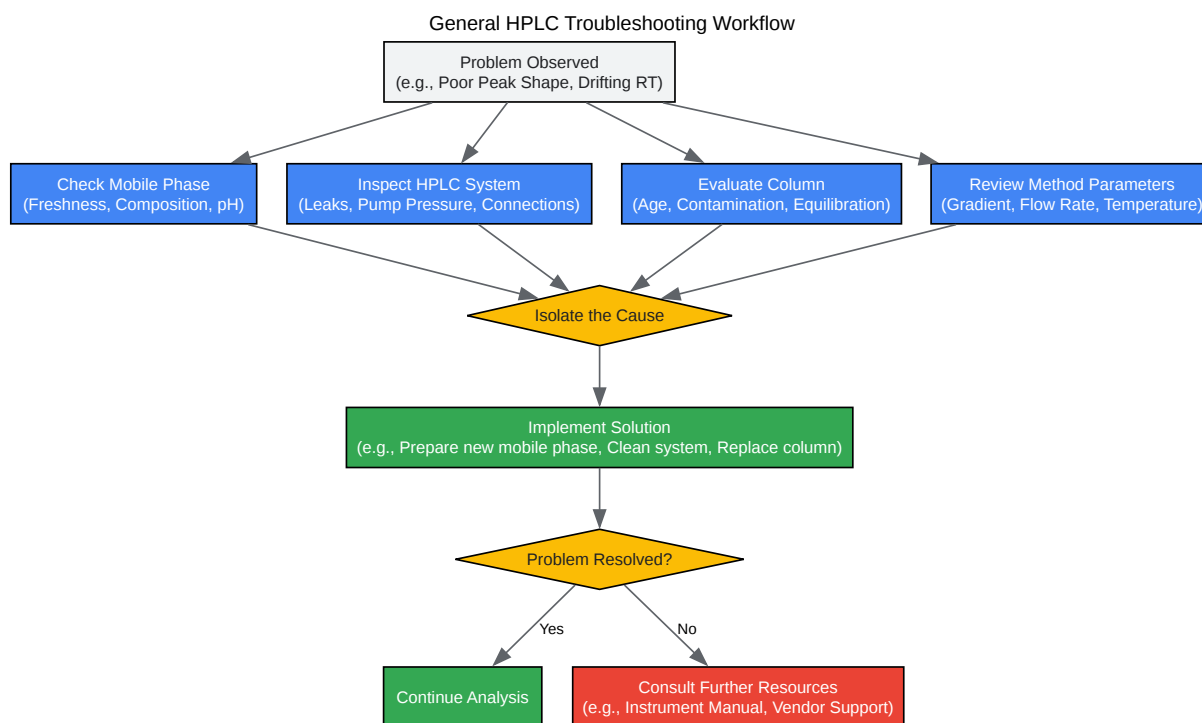 General HPLC Troubleshooting Workflow
Problem Observed
(e.g., Poor Peak Shape, Drifting RT)
Check Mobile Phase
(Freshness, Composition, pH)
Inspect HPLC System
(Leaks, Pump Pressure, Connections)
Evaluate Column
(Age, Contamination, Equilibration)
Review Method Parameters
(Gradient, Flow Rate, Temperature)
Isolate the Cause
Implement Solution
(e.g., Prepare new mobile phase, Clean system, Replace column)
Problem Resolved?
Yes
No
Continue Analysis
Consult Further Resources
(e.g., Instrument Manual, Vendor Support)